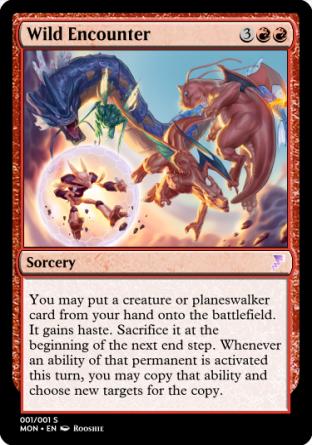 Wild Encounter 3
Sorcery
You may put a creature or planeswalker
card from your hand onto the battlefield.
It gains haste. Sacrifice it at the
beginning of the next end step. Whenever
an ability of that permanent is activated
this turn, you may copy that ability and
choose new targets for the copy.
001/001 S
MON • EN Rooshie